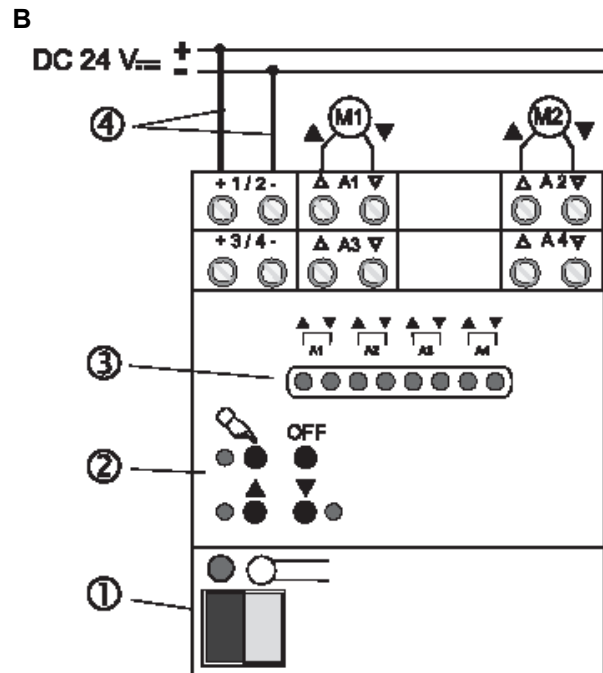 B
DC 24 V⎓ +
-
④ M1 M2
+ 1 / 2 - A1 A2
+ 3 / 4 - A3 A4
A1 A2 A3 A4
③
OFF
②
①